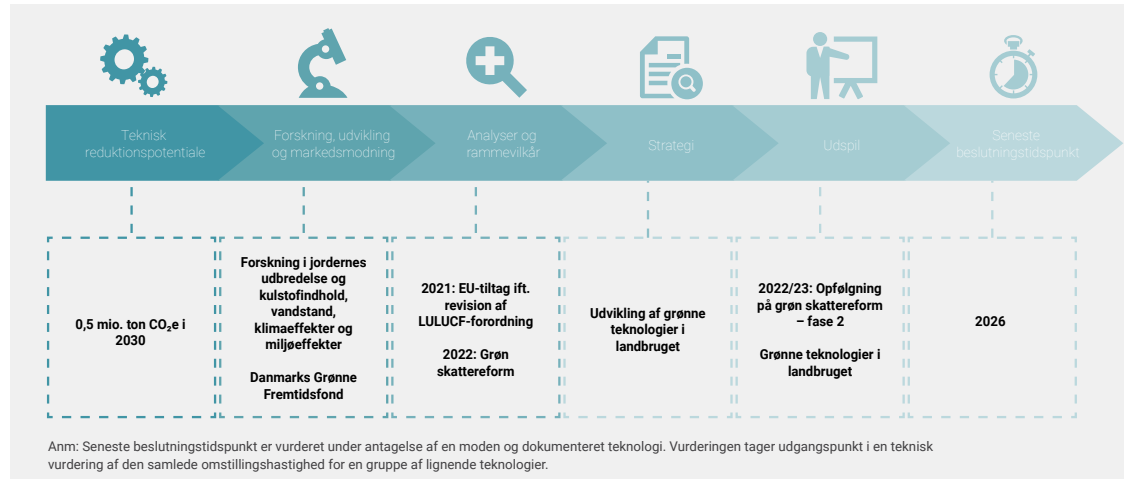 Teknisk
reduktionspotentiale
Forskning, udvikling
og markedsmodning
Analyser og
rammevilkår
Strategi
Udspil
Seneste
beslutningstidspunkt
0,5 mio. ton CO₂e i
2030
Forskning i jordernes
udbredelse og
kulstofindhold,
vandstand,
klimaeffekter og
miljøeffekter
Danmarks Grønne
Fremtidsfond
2021: EU-tiltag ift.
revision af
LULUCF-forordning
2022: Grøn
skattereform
Udvikling af grønne
teknologier i
landbruget
2022/23: Opfølgning
på grøn skattereform
– fase 2
Grønne teknologier i
landbruget
2026
Anm: Seneste beslutningstidspunkt er vurderet under antagelse af en moden og dokumenteret teknologi. Vurderingen tager udgangspunkt i en teknisk
vurdering af den samlede omstillingshastighed for en gruppe af lignende teknologier.